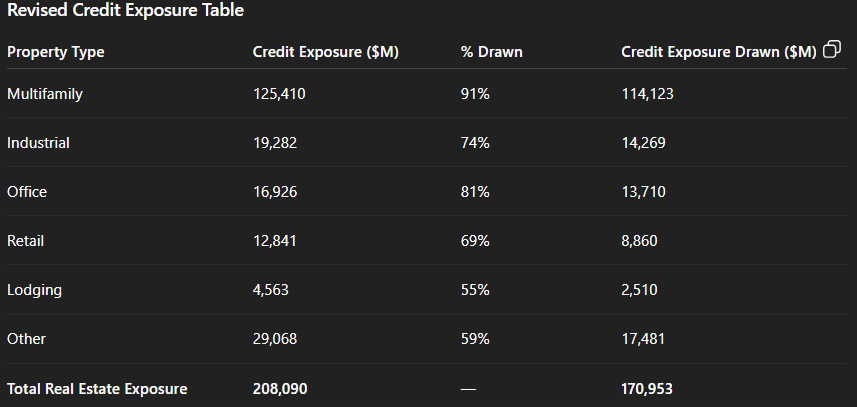 Revised Credit Exposure Table
Property Type Credit Exposure ($M) % Drawn Credit Exposure Drawn ($M)
Multifamily 125,410 91% 114,123
Industrial 19,282 74% 14,269
Office 16,926 81% 13,710
Retail 12,841 69% 8,860
Lodging 4,563 55% 2,510
Other 29,068 59% 17,481
Total Real Estate Exposure 208,090 — 170,953